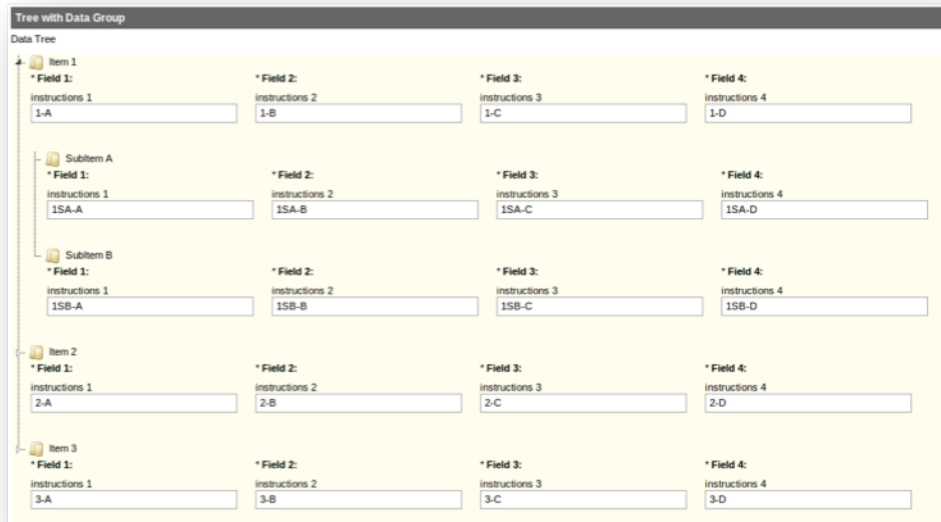 Tree with Data Group
Data Tree
Item 1
* Field 1: * Field 2: * Field 3: * Field 4:
instructions 1 instructions 2 instructions 3 instructions 4
1-A 1-B 1-C 1-D
SubItem A
* Field 1: * Field 2: * Field 3: * Field 4:
instructions 1 instructions 2 instructions 3 instructions 4
1SA-A 1SA-B 1SA-C 1SA-D
SubItem B
* Field 1: * Field 2: * Field 3: * Field 4:
instructions 1 instructions 2 instructions 3 instructions 4
1SB-A 1SB-B 1SB-C 1SB-D
Item 2
* Field 1: * Field 2: * Field 3: * Field 4:
instructions 1 instructions 2 instructions 3 instructions 4
2-A 2-B 2-C 2-D
Item 3
* Field 1: * Field 2: * Field 3: * Field 4:
instructions 1 instructions 2 instructions 3 instructions 4
3-A 3-B 3-C 3-D